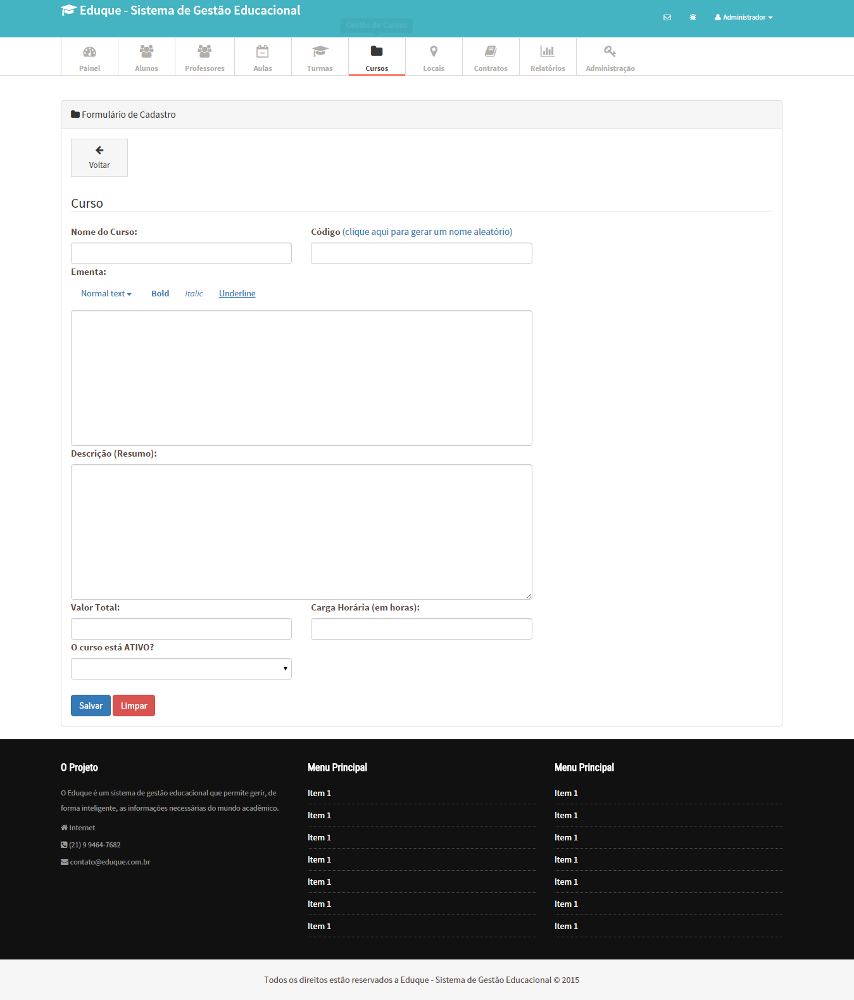 Eduque - Sistema de Gestão Educacional
Administrador
Gestão de Cursos
Painel
Alunos
Professores
Aulas
Turmas
Cursos
Locais
Contratos
Relatórios
Administração
Formulário de Cadastro
Voltar
Curso
Nome do Curso:
Código (clique aqui para gerar um nome aleatório)
Ementa:
Normal text Bold Italic Underline
Descrição (Resumo):
Valor Total:
Carga Horária (em horas):
O curso está ATIVO?
Salvar
Limpar
O Projeto
O Eduque é um sistema de gestão educacional que permite gerir, de
forma inteligente, as informações necessárias do mundo acadêmico.
Internet
(21) 9 9464-7682
contato@eduque.com.br
Menu Principal
Item 1
Item 1
Item 1
Item 1
Item 1
Item 1
Item 1
Menu Principal
Item 1
Item 1
Item 1
Item 1
Item 1
Item 1
Item 1
Todos os direitos estão reservados a Eduque - Sistema de Gestão Educacional © 2015